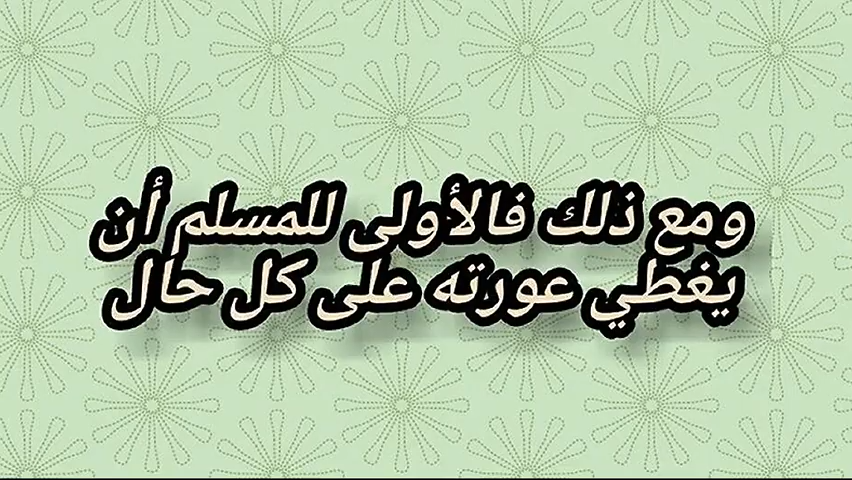 ومع ذلك فالأولى للمسلم أن
يغطي عورته على كل حال